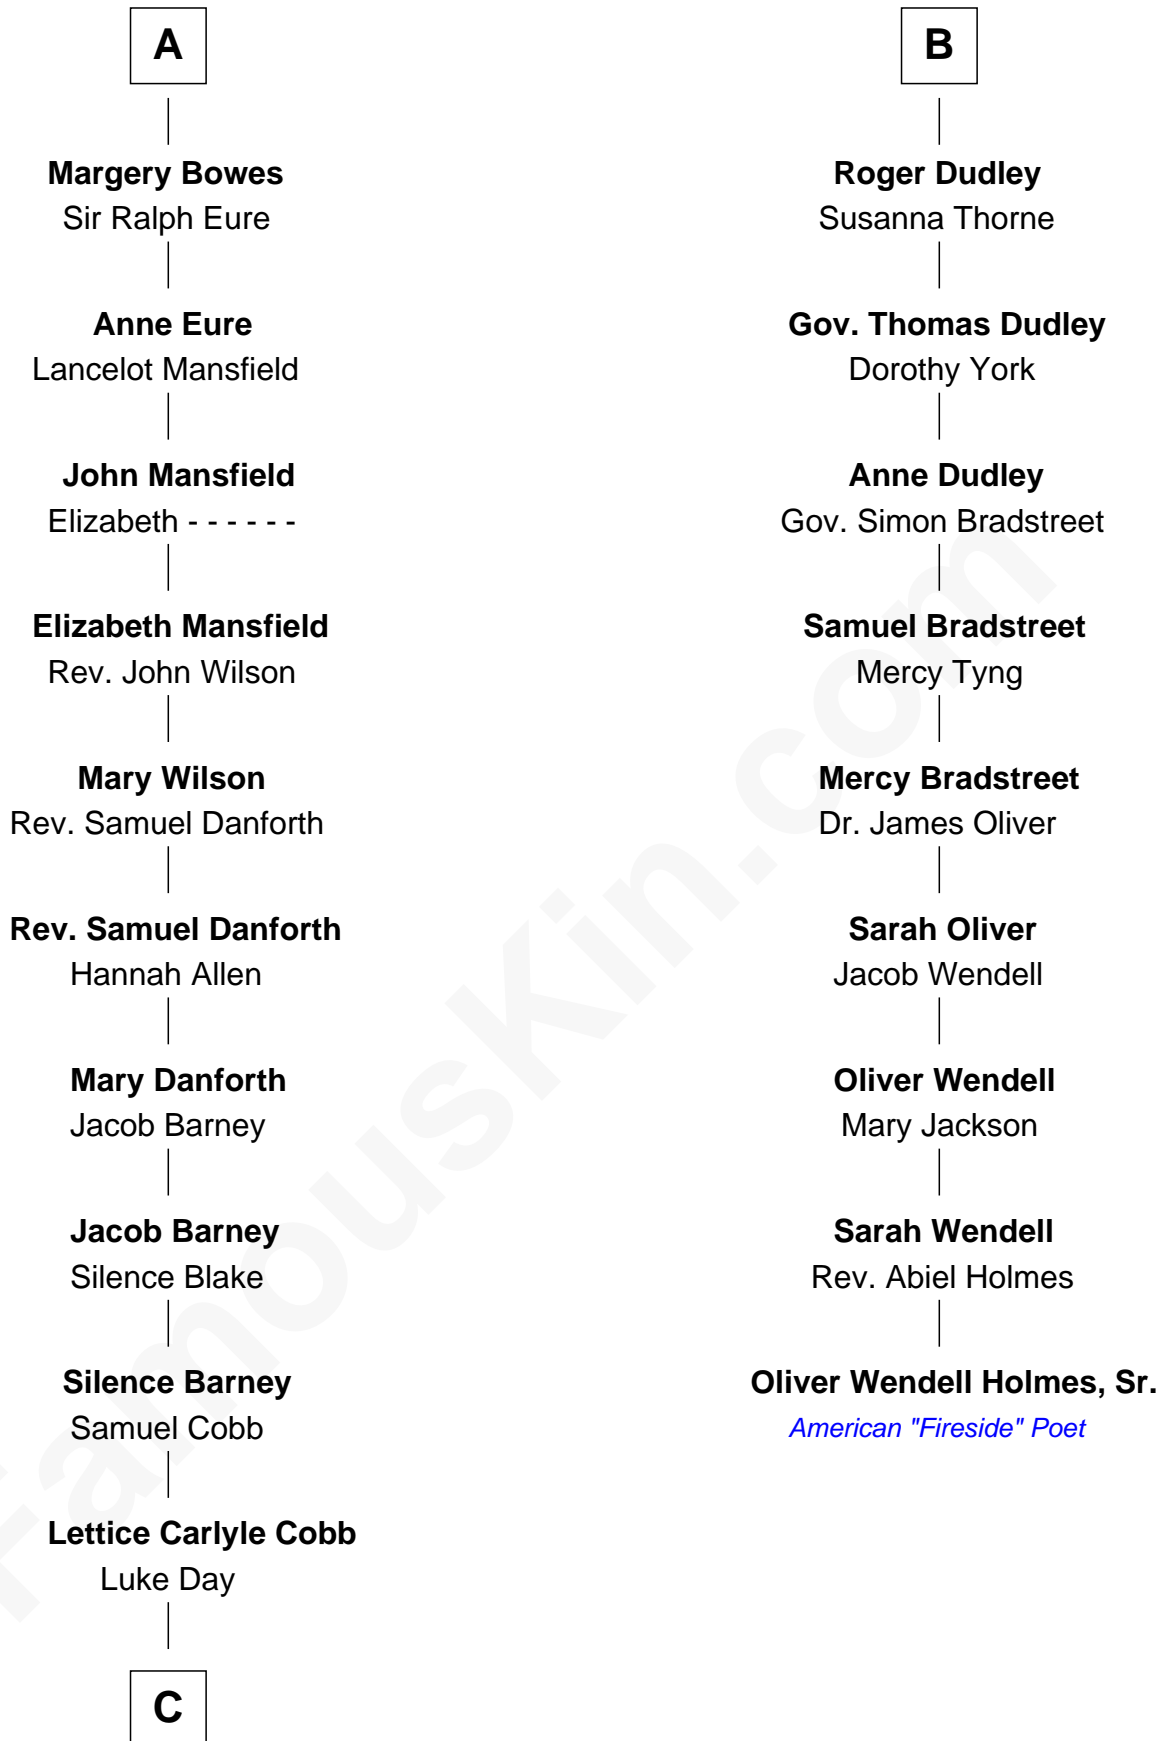 A
Margery Bowes
Sir Ralph Eure
Anne Eure
Lancelot Mansfield
John Mansfield
Elizabeth - - - - - -
Elizabeth Mansfield
Rev. John Wilson
Mary Wilson
Rev. Samuel Danforth
Rev. Samuel Danforth
Hannah Allen
Mary Danforth
Jacob Barney
Jacob Barney
Silence Blake
Silence Barney
Samuel Cobb
Lettice Carlyle Cobb
Luke Day
C
B
Roger Dudley
Susanna Thorne
Gov. Thomas Dudley
Dorothy York
Anne Dudley
Gov. Simon Bradstreet
Samuel Bradstreet
Mercy Tyng
Mercy Bradstreet
Dr. James Oliver
Sarah Oliver
Jacob Wendell
Oliver Wendell
Mary Jackson
Sarah Wendell
Rev. Abiel Holmes
Oliver Wendell Holmes, Sr.
American "Fireside" Poet
FamousKin.com